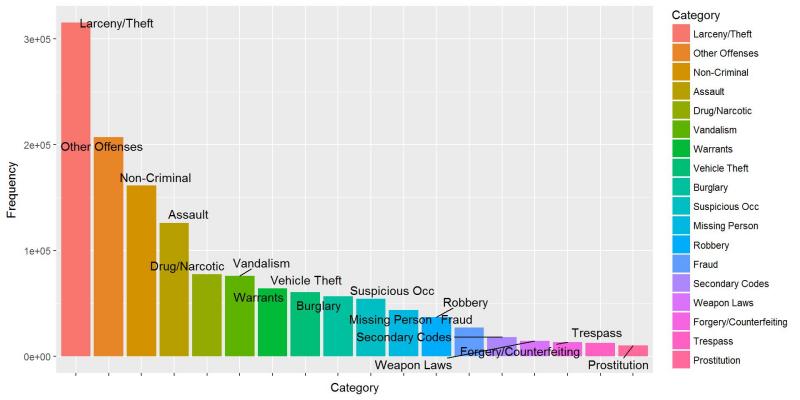 Category
Larceny/Theft
Other Offenses
Non-Criminal
Assault
Drug/Narcotic
Vandalism
Warrants
Vehicle Theft
Burglary
Suspicious Occ
Missing Person
Robbery
Fraud
Secondary Codes
Weapon Laws
Forgery/Counterfeiting
Trespass
Prostitution
Frequency
3e+05
2e+05
1e+05
0e+00
Larceny/Theft
Other Offenses
Non-Criminal
Assault
Drug/Narcotic
Vandalism
Warrants
Vehicle Theft
Burglary
Suspicious Occ
Missing Person
Robbery
Fraud
Secondary Codes
Weapon Laws
Forgery/Counterfeiting
Trespass
Prostitution
Category